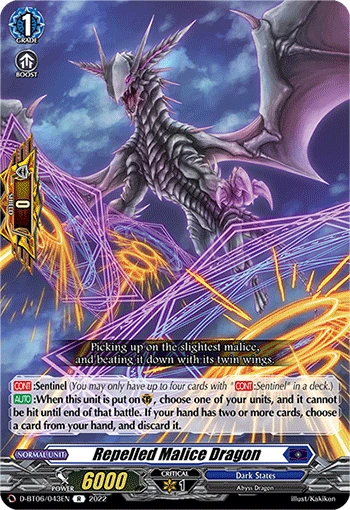 1
GRADE
BOOST
SHIELD
0
Picking up on the slightest malice,
and beating it down with its twin wings.
CONT:Sentinel (You may only have up to four cards with "CONT:Sentinel" in a deck.)
AUTO:When this unit is put on , choose one of your units, and it cannot
be hit until end of that battle. If your hand has two or more cards, choose
a card from your hand, and discard it.
NORMAL UNIT
Repelled Malice Dragon
POWER 6000
CRITICAL
1
Dark States
Abyss Dragon
D-BT06/043EN R 2022
illust/Kakikon